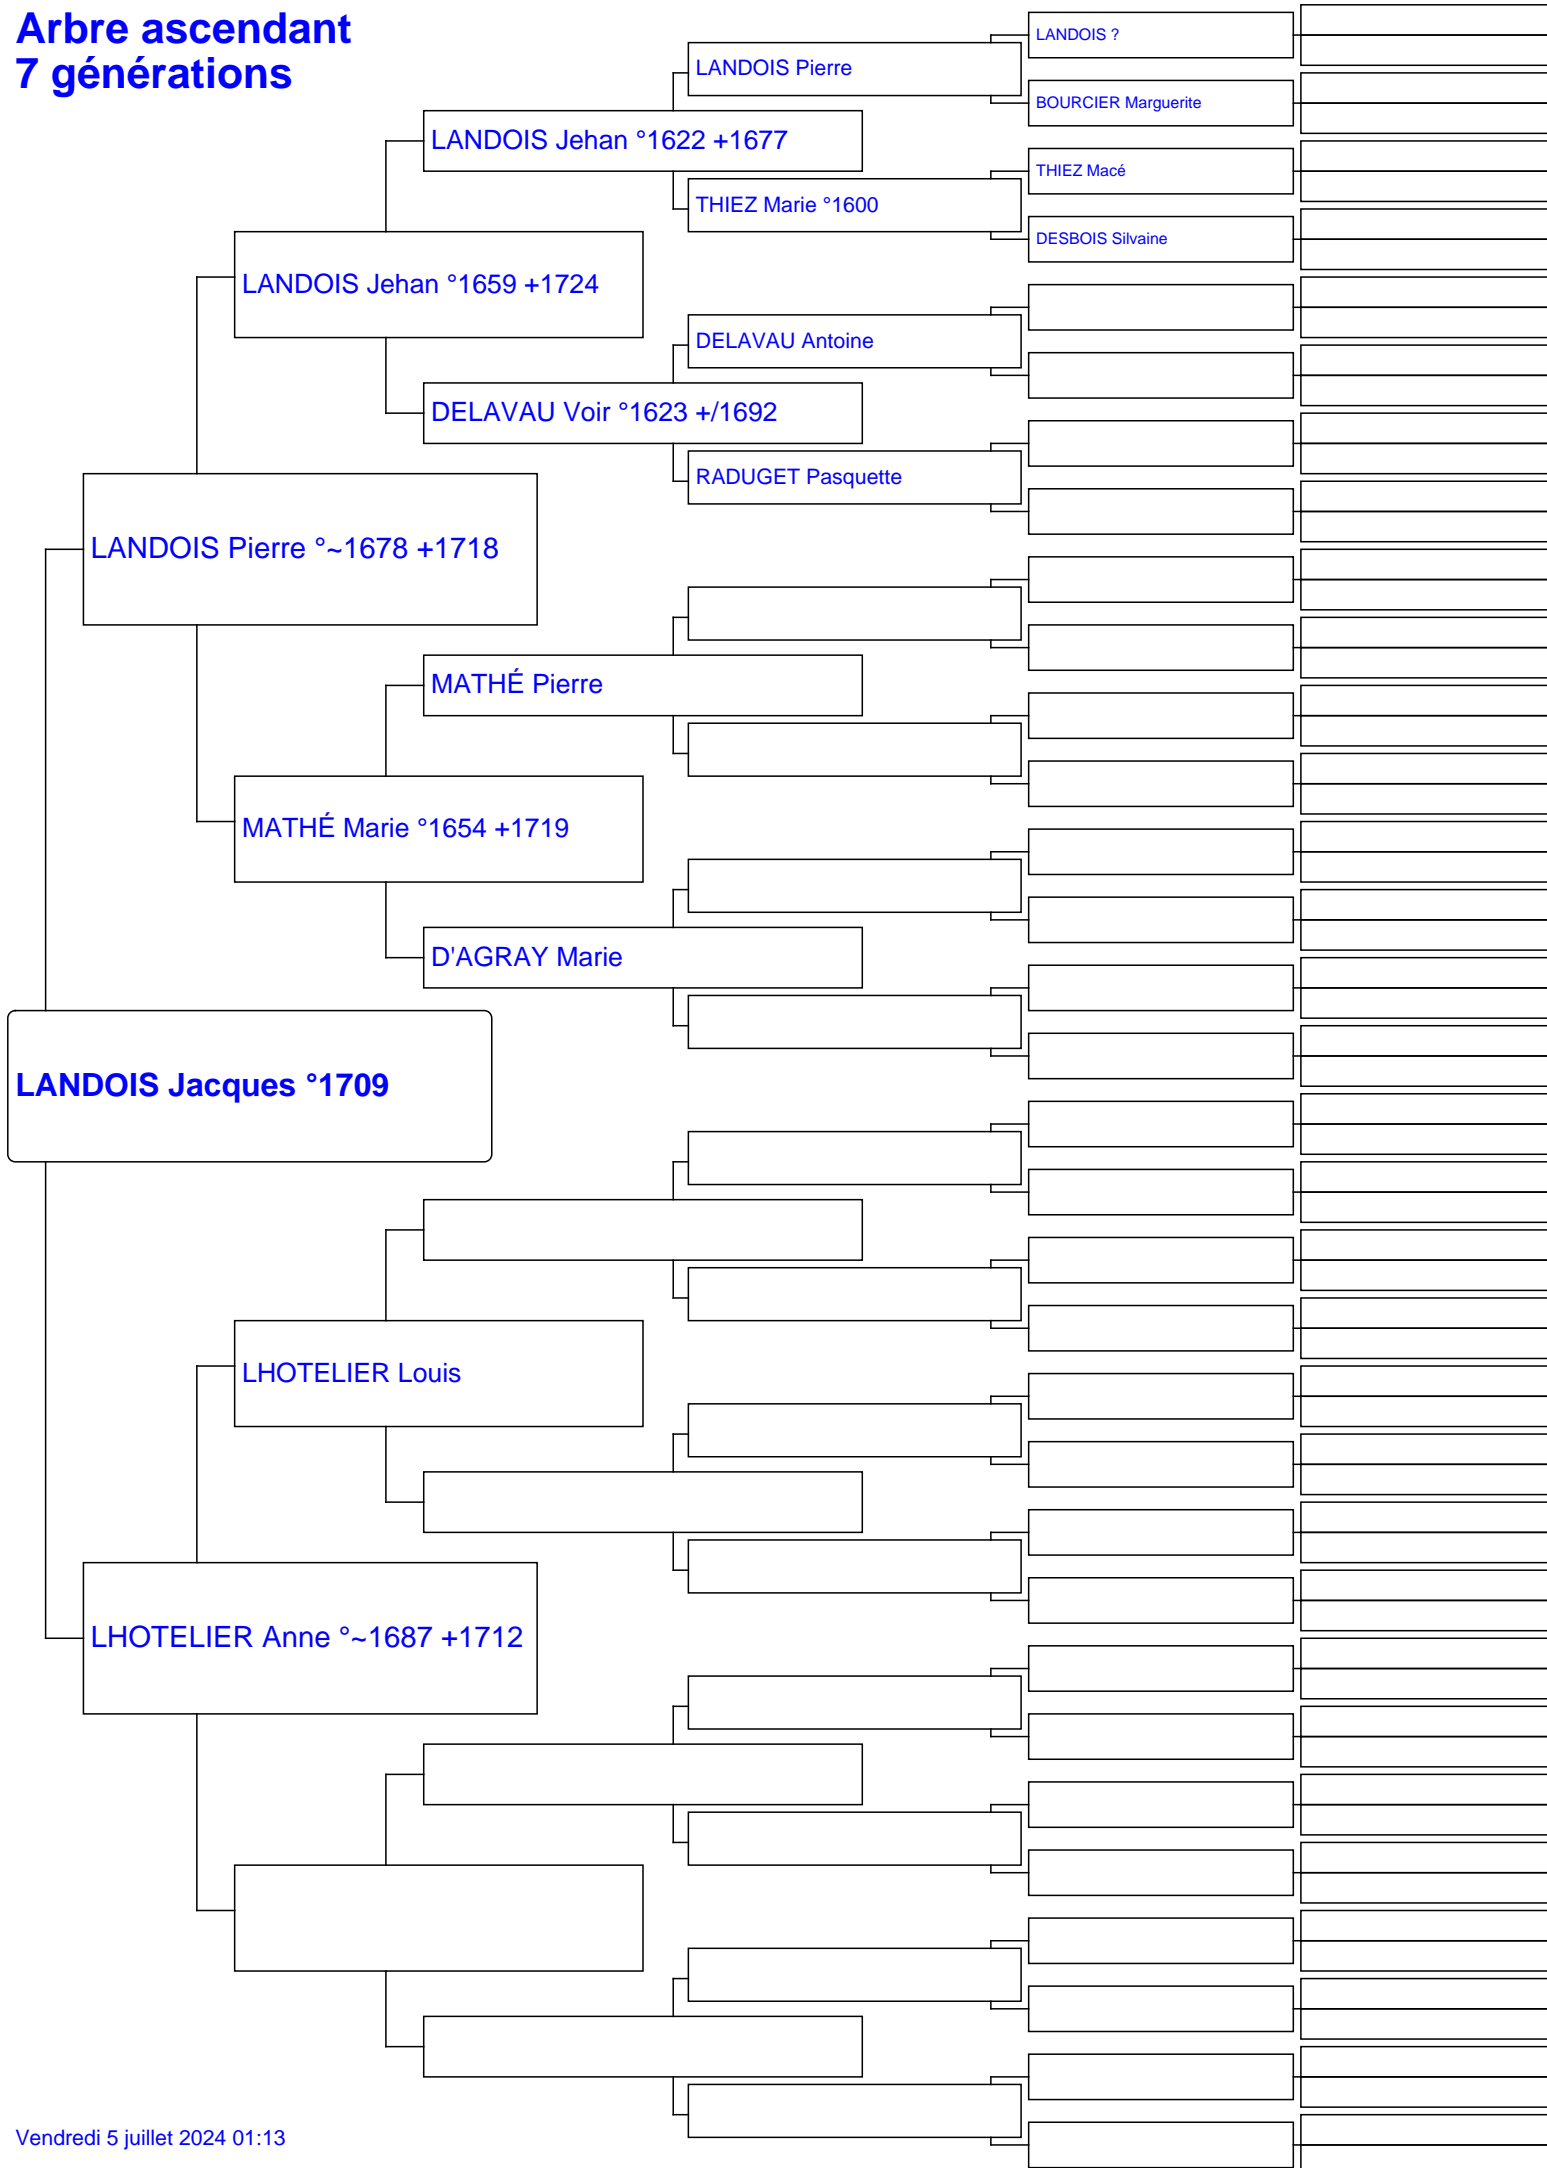 Arbre ascendant
7 générations
LANDOIS ?
LANDOIS Pierre
BOURCIER Marguerite
LANDOIS Jehan °1622 +1677
THIEZ Macé
THIEZ Marie °1600
DESBOIS Silvaine
LANDOIS Jehan °1659 +1724
DELAVAU Antoine
DELAVAU Voir °1623 +/1692
RADUGET Pasquette
LANDOIS Pierre °~1678 +1718
MATHÉ Pierre
MATHÉ Marie °1654 +1719
D'AGRAY Marie
LANDOIS Jacques °1709
LHOTELIER Louis
LHOTELIER Anne °~1687 +1712
Vendredi 5 juillet 2024 01:13